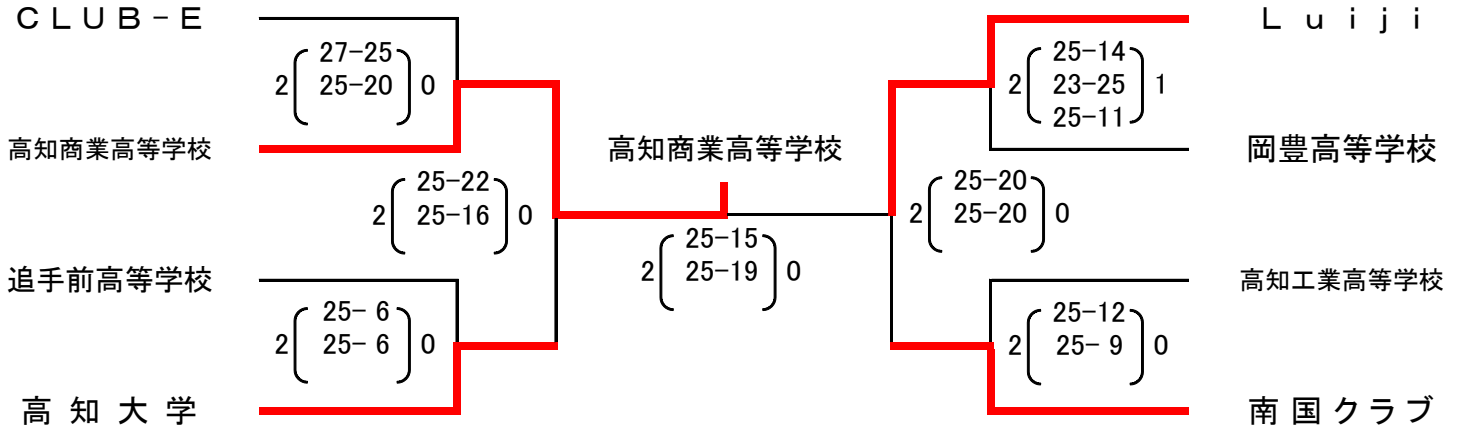 ＣＬＵＢ－Ｅ
Ｌｕｉｊｉ
27-25
2 25-20 0
25-14
2 23-25 1
25-11
高知商業高等学校
高知商業高等学校
岡豊高等学校
25-22
2 25-16 0
25-20
2 25-20 0
25-15
2 25-19 0
追手前高等学校
高知工業高等学校
25- 6
2 25- 6 0
25-12
2 25- 9 0
高知大学
南国クラブ